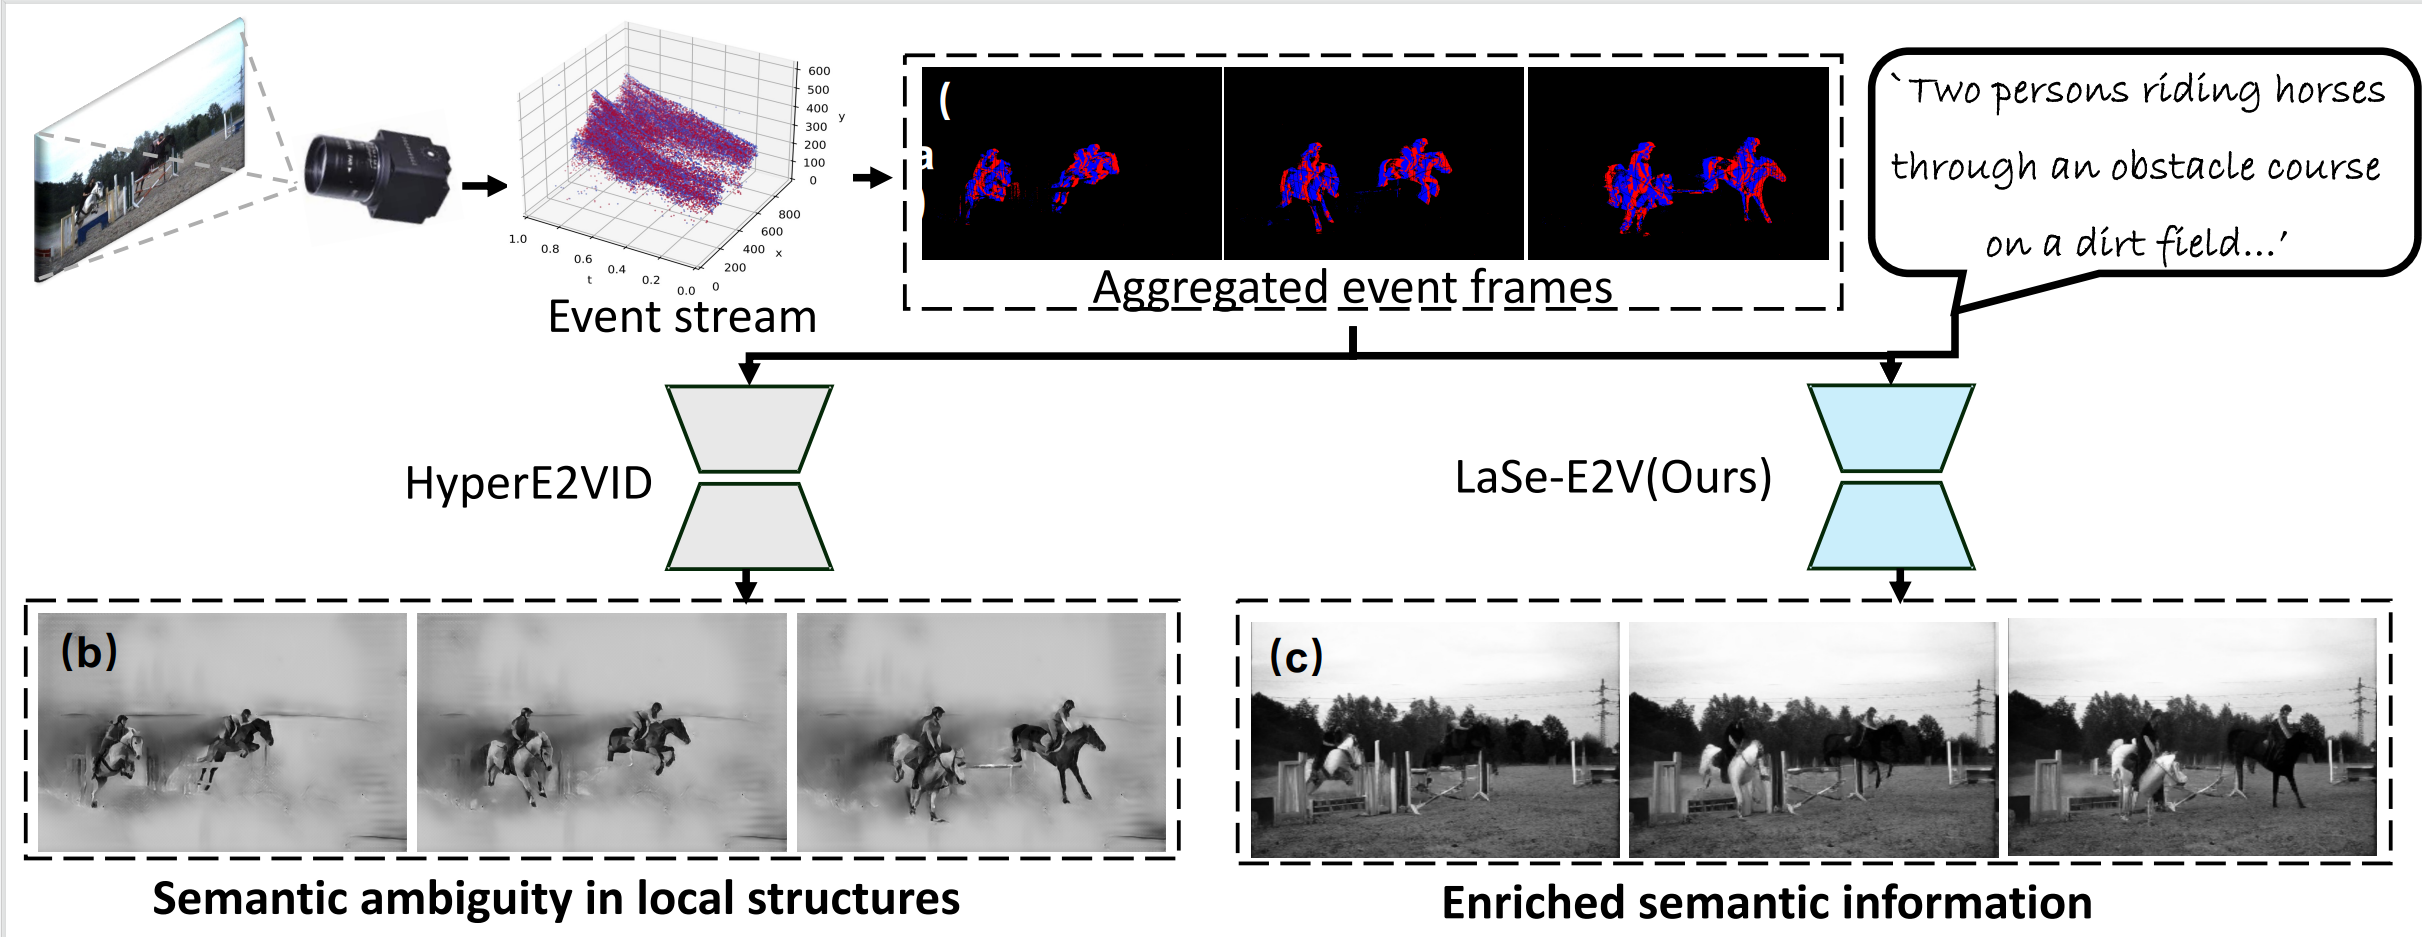 600
500
400
300
200
100
0
y
800
600
400
200
0
x
1.0
0.8
0.6
0.4
0.2
0.0
t
Event stream
(
a
)
Aggregated event frames
`Two persons riding horses
through an obstacle course
on a dirt field...’
HyperE2VID
LaSe-E2V(Ours)
(b)
(c)
Semantic ambiguity in local structures
Enriched semantic information